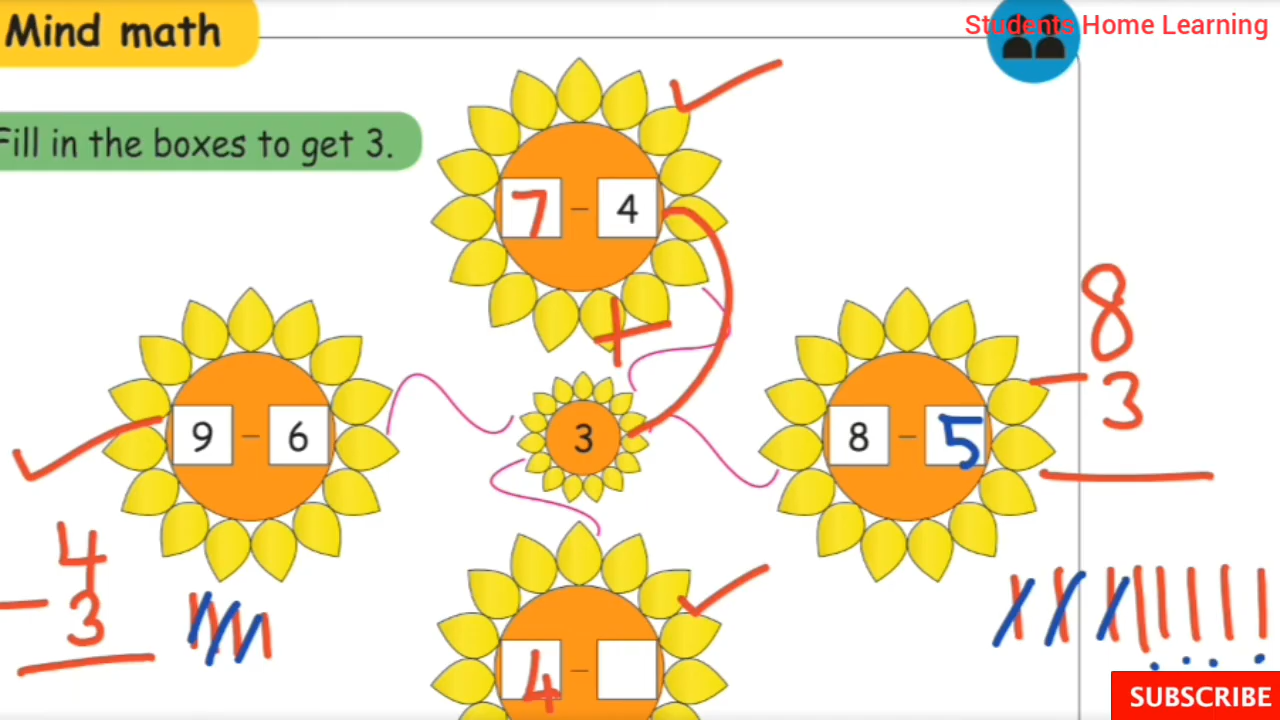 Mind math
Students Home Learning
Fill in the boxes to get 3.
7 - 4
+
9 - 6
3
8 - 5
8
- 3
4
- 3
4 -
SUBSCRIBE